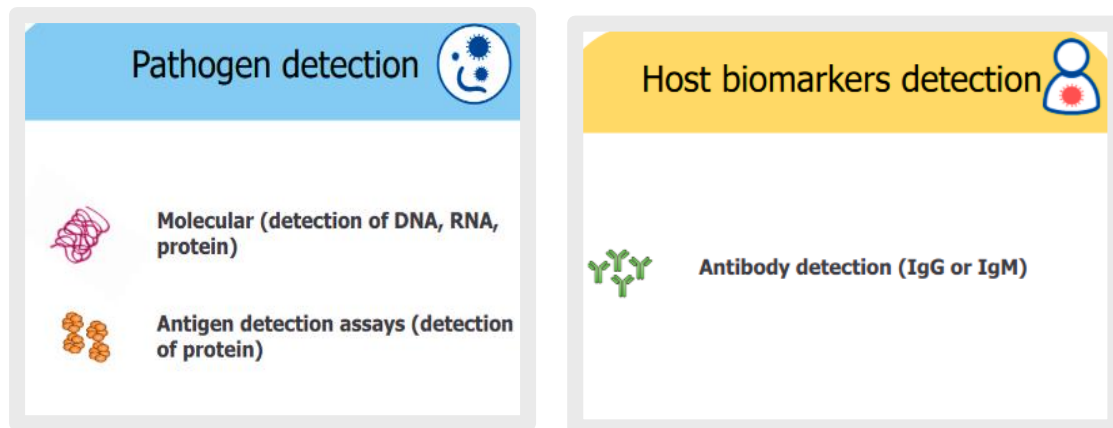 Pathogen detection
Molecular (detection of DNA, RNA,
protein)
Antigen detection assays (detection
of protein)
Host biomarkers detection
Antibody detection (IgG or IgM)